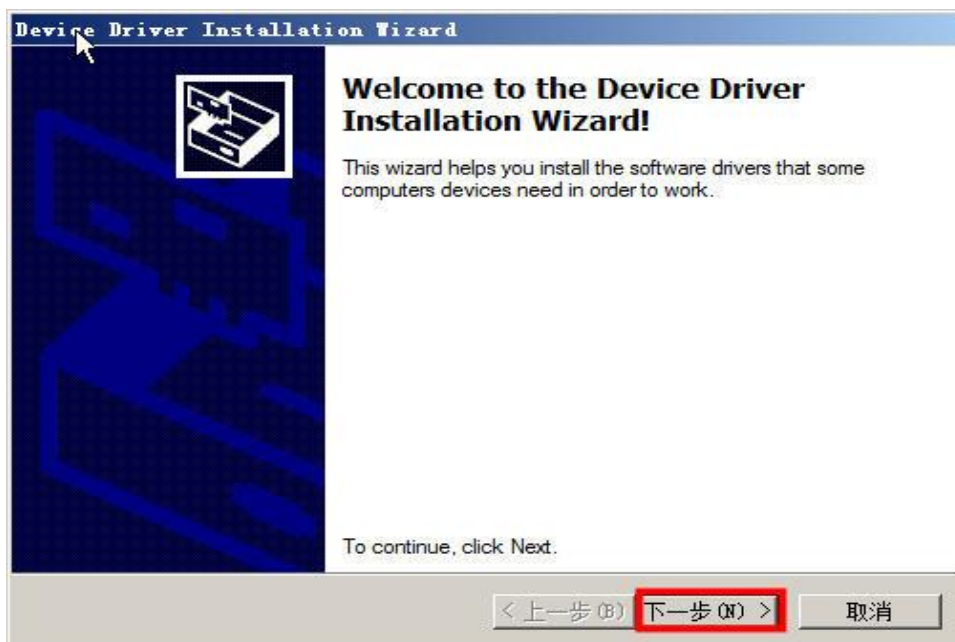 Device Driver Installation Wizard
Welcome to the Device Driver
Installation Wizard!
This wizard helps you install the software drivers that some
computers devices need in order to work.
To continue, click Next.
< 上一步(B) 下一步(N) > 取消